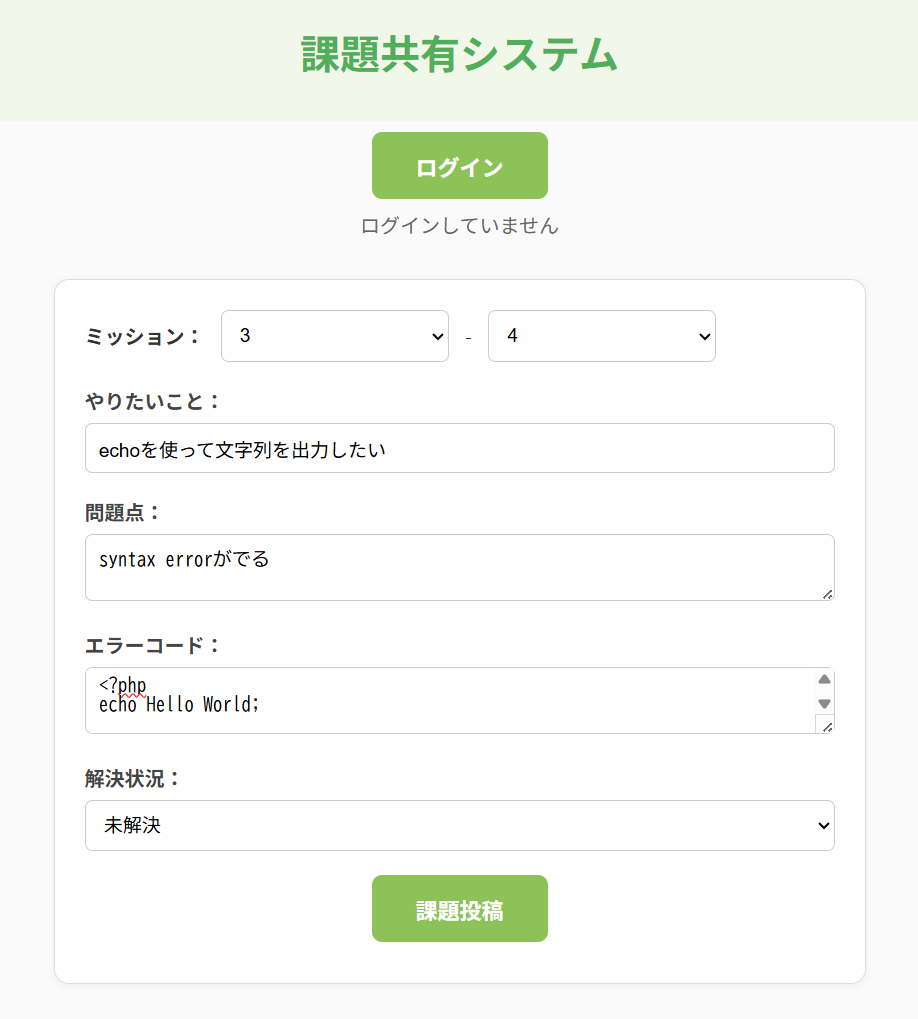 課題共有システム
ログイン
ログインしていません
ミッション： 3 - 4
やりたいこと：
echoを使って文字列を出力したい
問題点：
syntax errorがでる
エラーコード：
<?php
echo Hello World;
解決状況：
未解決
課題投稿